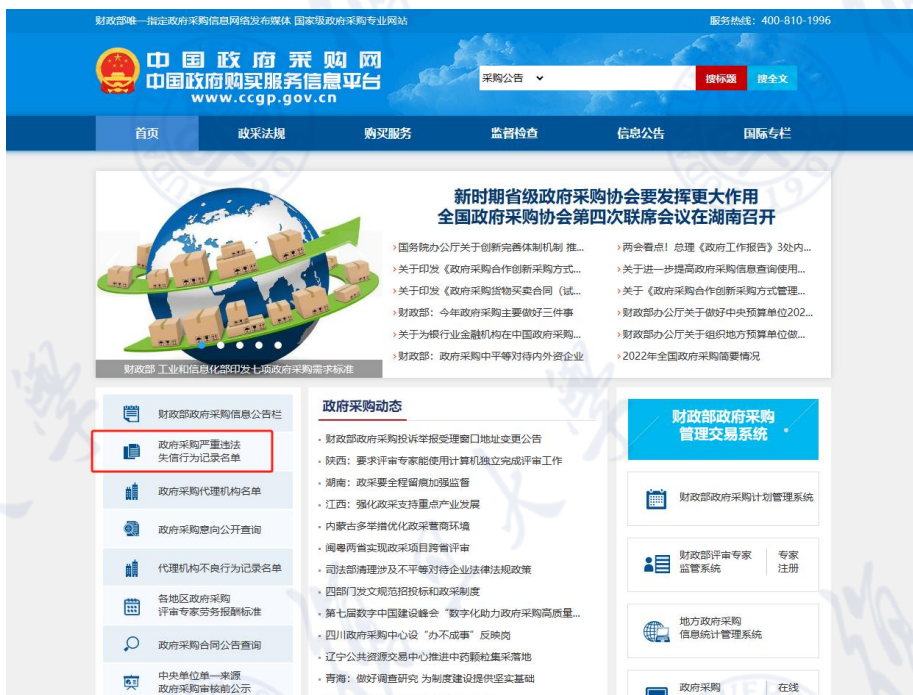 财政部唯一指定政府采购信息网络发布媒体 国家级政府采购专业网站
服务热线：400-810-1996
中国政府采购网
中国政府购买服务信息平台
www.ccgp.gov.cn
采购公告
搜标题
搜全文
首页
政采法规
购买服务
监督检查
信息公告
国际专栏
新时期省级政府采购协会要发挥更大作用
全国政府采购协会第四次联席会议在湖南召开
国务院办公厅关于创新完善体制机制 推...
关于印发《政府采购合作创新采购方式...
关于印发《政府采购货物买卖合同（试...
财政部：今年政府采购主要做好三件事
关于为银行业金融机构在中国政府采购...
财政部：政府采购中平等对待内外资企业
两会看点！总理《政府工作报告》3处内...
关于进一步提高政府采购信息查询使用...
关于《政府采购合作创新采购方式管理...
财政部办公厅关于做好中央预算单位202...
财政部办公厅关于组织地方预算单位做...
2022年全国政府采购简要情况
财政部 工业和信息化部印发七项政府采购需求标准
财政部政府采购信息公告栏
政府采购严重违法
失信行为记录名单
政府采购代理机构名单
政府采购意向公开查询
代理机构不良行为记录名单
各地区政府采购
评审专家劳务报酬标准
政府采购合同公告查询
中央单位单一来源
政府采购审核前公示
政府采购动态
财政部政府采购投诉举报受理窗口地址变更公告
陕西：要求评审专家能使用计算机独立完成评审工作
湖南：政采要全程留痕加强监督
江西：强化政采支持重点产业发展
内蒙古多举措优化政采营商环境
闽粤两省实现政采项目跨省评审
司法部清理涉及不平等对待企业法律法规政策
四部门发文规范招投标和政采制度
第七届数字中国建设峰会“数字化助力政府采购高质量...
四川政府采购中心设“办不成事”反映岗
辽宁公共资源交易中心推进中药颗粒集采落地
青海：做好调查研究 为制度建设提供坚实基础
财政部政府采购
管理交易系统
财政部政府采购计划管理系统
财政部评审专家
监管系统
专家
注册
地方政府采购
信息统计管理系统
政府采购
在线